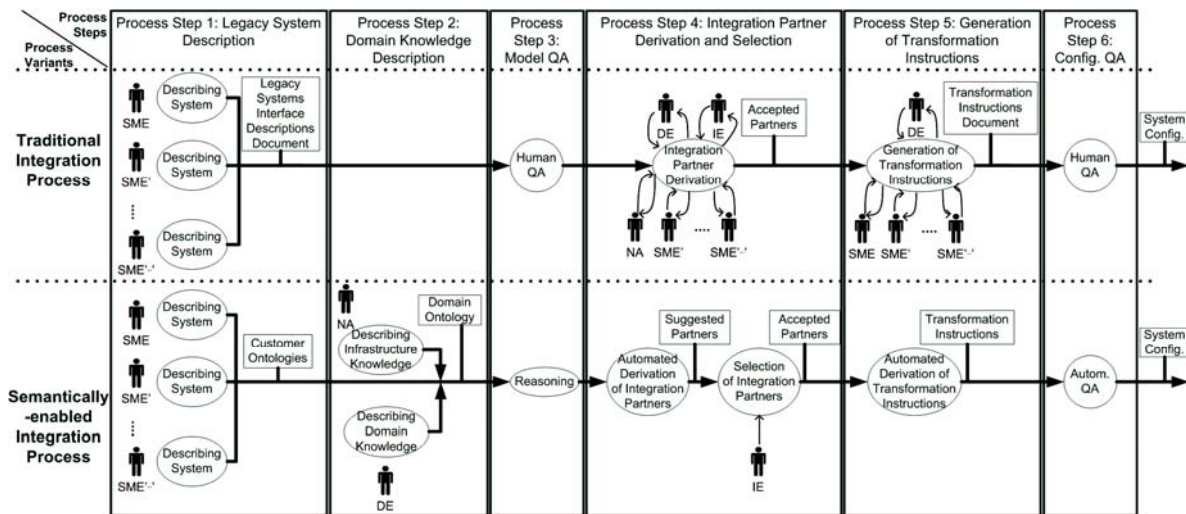 Process
Steps
Process
Variants
Process Step 1: Legacy System
Description
Process Step 2:
Domain Knowledge
Description
Process
Step 3:
Model QA
Process Step 4: Integration Partner
Derivation and Selection
Process Step 5: Generation
of Transformation
Instructions
Process
Step 6:
Config. QA
Traditional
Integration
Process
SME
Describing
System
SME'
Describing
System
....
SME'··'
Describing
System
Legacy
Systems
Interface
Descriptions
Document
Human
QA
DE
IE
Integration
Partner
Derivation
NA
SME'
....
SME'··'
Accepted
Partners
DE
Generation of
Transformation
Instructions
SME
SME'
....
SME'··'
Transformation
Instructions
Document
Human
QA
System
Config.
Semantically
-enabled
Integration
Process
SME
Describing
System
SME'
Describing
System
....
SME'··'
Describing
System
Customer
Ontologies
NA
Describing
Infrastructure
Knowledge
Describing
Domain
Knowledge
DE
Domain
Ontology
Reasoning
Automated
Derivation
of Integration
Partners
Suggested
Partners
Selection
of Integration
Partners
IE
Accepted
Partners
Automated
Derivation of
Transformation
Instructions
Transformation
Instructions
Autom.
QA
System
Config.